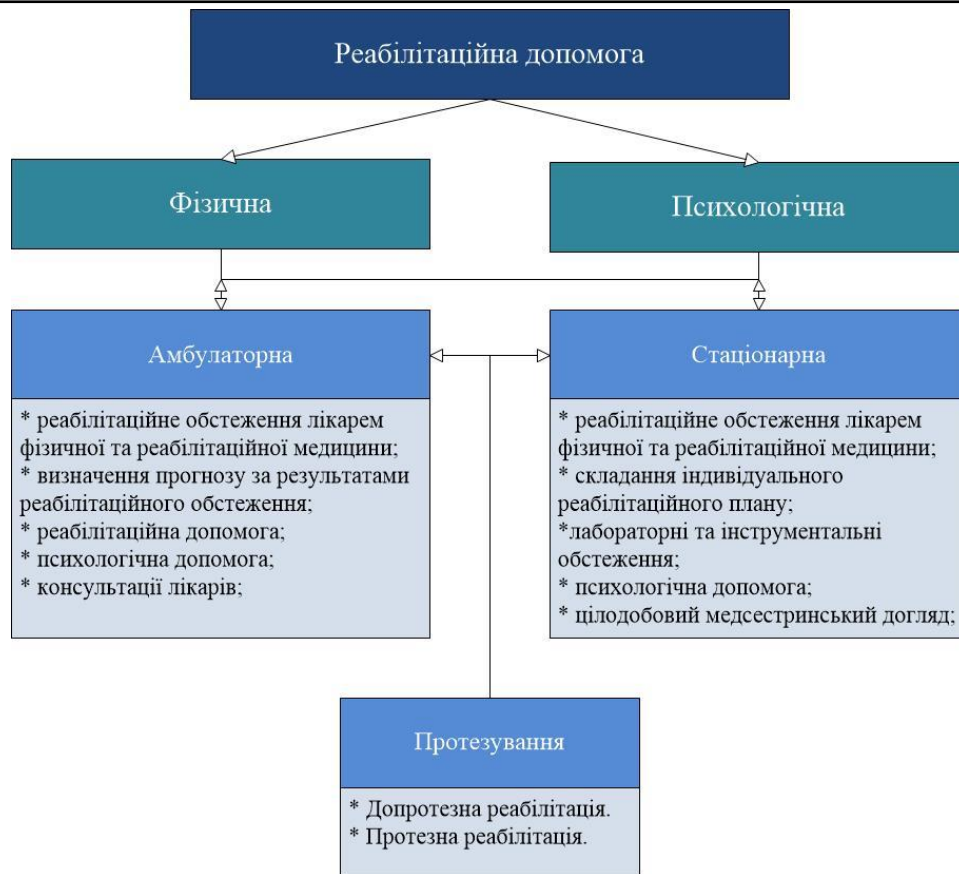 Реабілітаційна допомога
Фізична
Психологічна
Амбулаторна
* реабілітаційне обстеження лікарем
фізичної та реабілітаційної медицини;
* визначення прогнозу за результатами
реабілітаційного обстеження;
* реабілітаційна допомога;
* психологічна допомога;
* консультації лікарів;
Стаціонарна
* реабілітаційне обстеження лікарем
фізичної та реабілітаційної медицини;
* складання індивідуального
реабілітаційного плану;
*лабораторні та інструментальні
обстеження;
* психологічна допомога;
* цілодобовий медсестринський догляд;
Протезування
* Допротезна реабілітація.
* Протезна реабілітація.